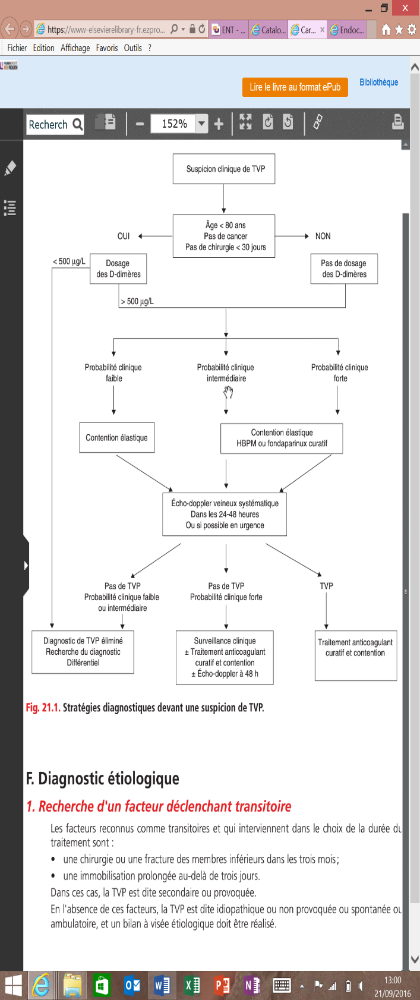 X
https://www-elsevierelibrary-fr.ezpro...
ENT - ...
Catalo...
Car...
×
Endoc...
Fichier Edition Affichage Favoris Outils ?
Lire le livre au format ePub
Bibliothèque
Recherch
152%
Suspicion clinique de TVP
Âge < 80 ans
Pas de cancer
Pas de chirurgie < 30 jours
OUI
NON
< 500 µg/L
Dosage
des D-dimères
Pas de dosage
des D-dimères
> 500 µg/L
Probabilité clinique
faible
Probabilité clinique
intermédiaire
Probabilité clinique
forte
Contention élastique
Contention élastique
HBPM ou fondaparinux curatif
Écho-doppler veineux systématique
Dans les 24-48 heures
Ou si possible en urgence
Pas de TVP
Probabilité clinique faible
ou intermédiaire
Pas de TVP
Probabilité clinique forte
TVP
Diagnostic de TVP éliminé
Recherche du diagnostic
Différentiel
Surveillance clinique
± Traitement anticoagulant
curatif et contention
± Écho-doppler à 48 h
Traitement anticoagulant
curatif et contention
Fig. 21.1. Stratégies diagnostiques devant une suspicion de TVP.
F. Diagnostic étiologique
1. Recherche d'un facteur déclenchant transitoire
Les facteurs reconnus comme transitoires et qui interviennent dans le choix de la durée du
traitement sont :
• une chirurgie ou une fracture des membres inférieurs dans les trois mois ;
• une immobilisation prolongée au-delà de trois jours.
Dans ces cas, la TVP est dite secondaire ou provoquée.
En l'absence de ces facteurs, la TVP est dite idiopathique ou non provoquée ou spontanée ou
ambulatoire, et un bilan à visée étiologique doit être réalisé.
13:00
21/09/2016